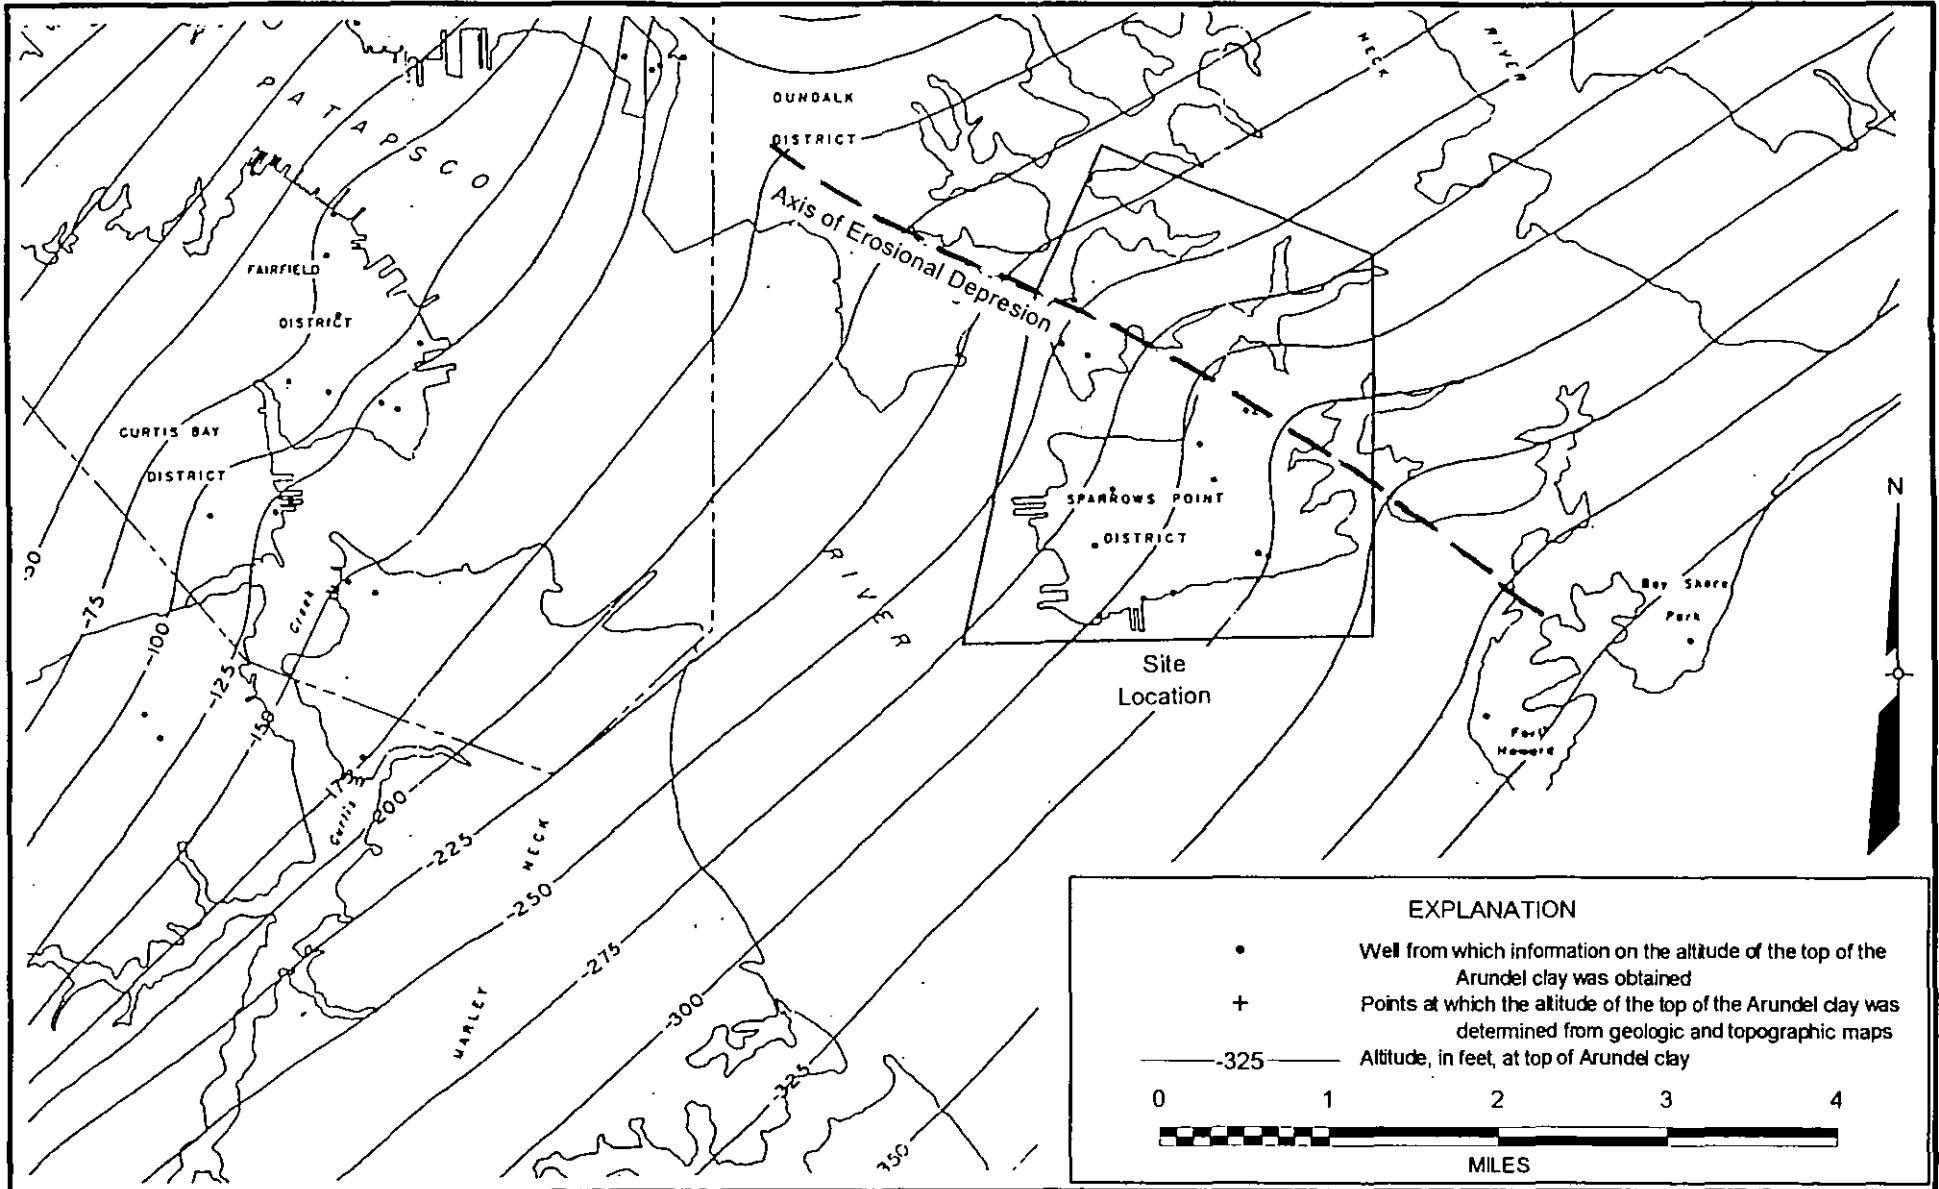 PATAPSCO
NECK
RIVER
DUNDALK
DISTRICT
Axis of Erosional Depresion
FAIRFIELD
DISTRICT
CURTIS BAY
DISTRICT
SPARROWS POINT
DISTRICT
N
RIVER
Bay Shore
Park
Site
Location
Fort
Howard
Creek
Curtis
NECK
MARLEY
-75
-100
-125
-150
-200
-225
-250
-275
-300
-325
350
EXPLANATION
Well from which information on the altitude of the top of the
Arundel clay was obtained
+ Points at which the altitude of the top of the Arundel clay was
determined from geologic and topographic maps
-325 Altitude, in feet, at top of Arundel clay
0 1 2 3 4
MILES